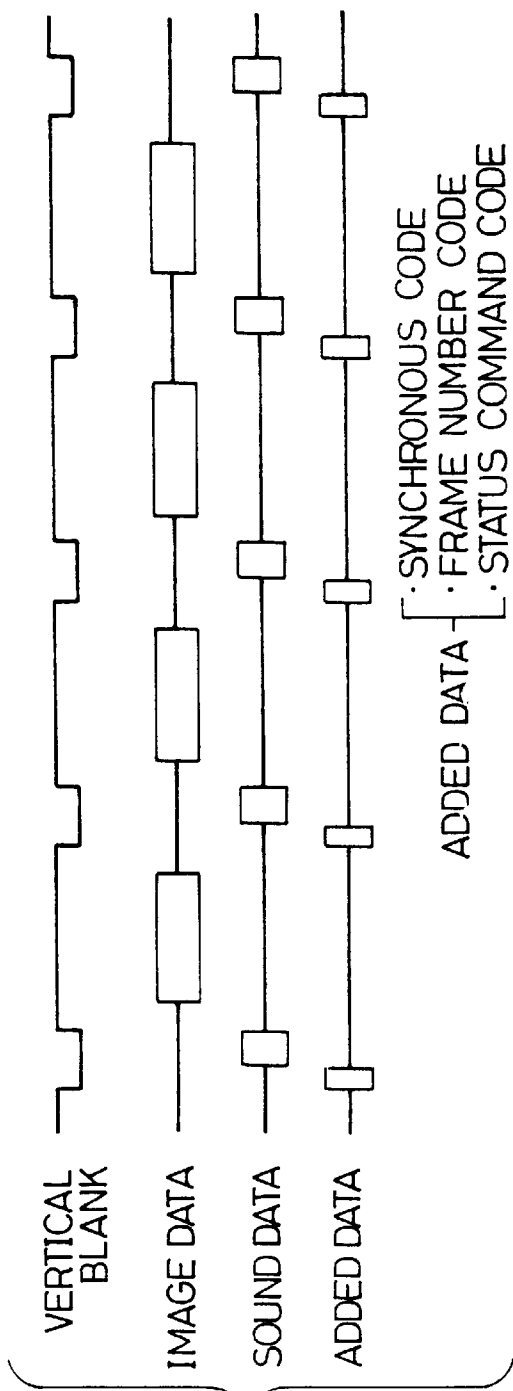 VERTICAL
BLANK
IMAGE DATA
SOUND DATA
ADDED DATA
ADDED DATA
· SYNCHRONOUS CODE
· FRAME NUMBER CODE
· STATUS COMMAND CODE